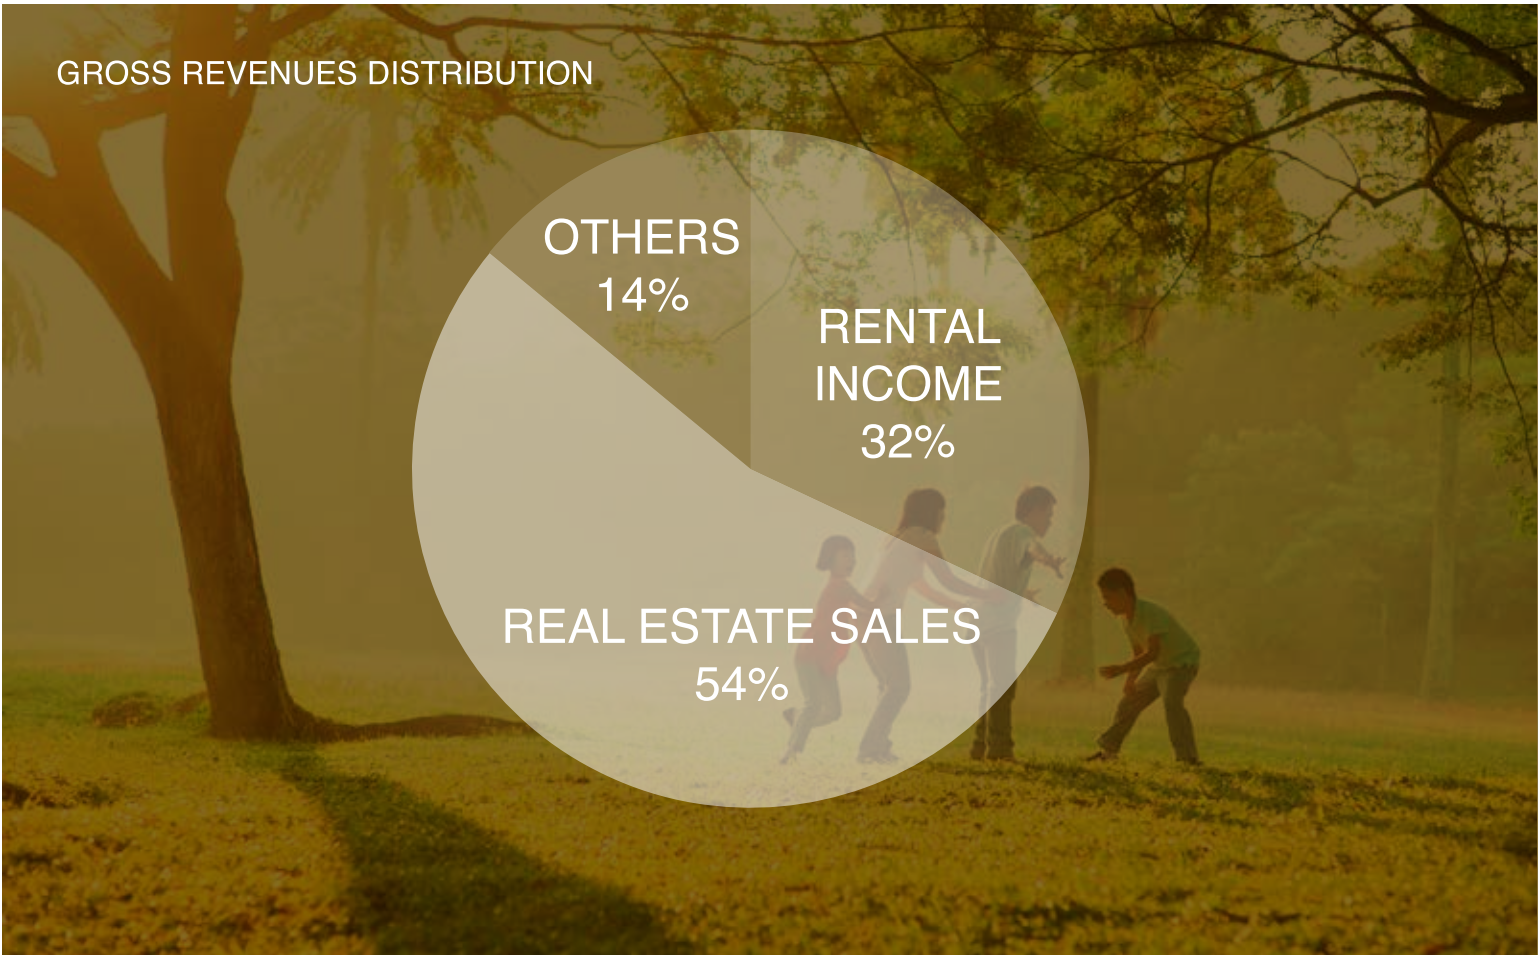 GROSS REVENUES DISTRIBUTION
OTHERS
14%
RENTAL
INCOME
32%
REAL ESTATE SALES
54%